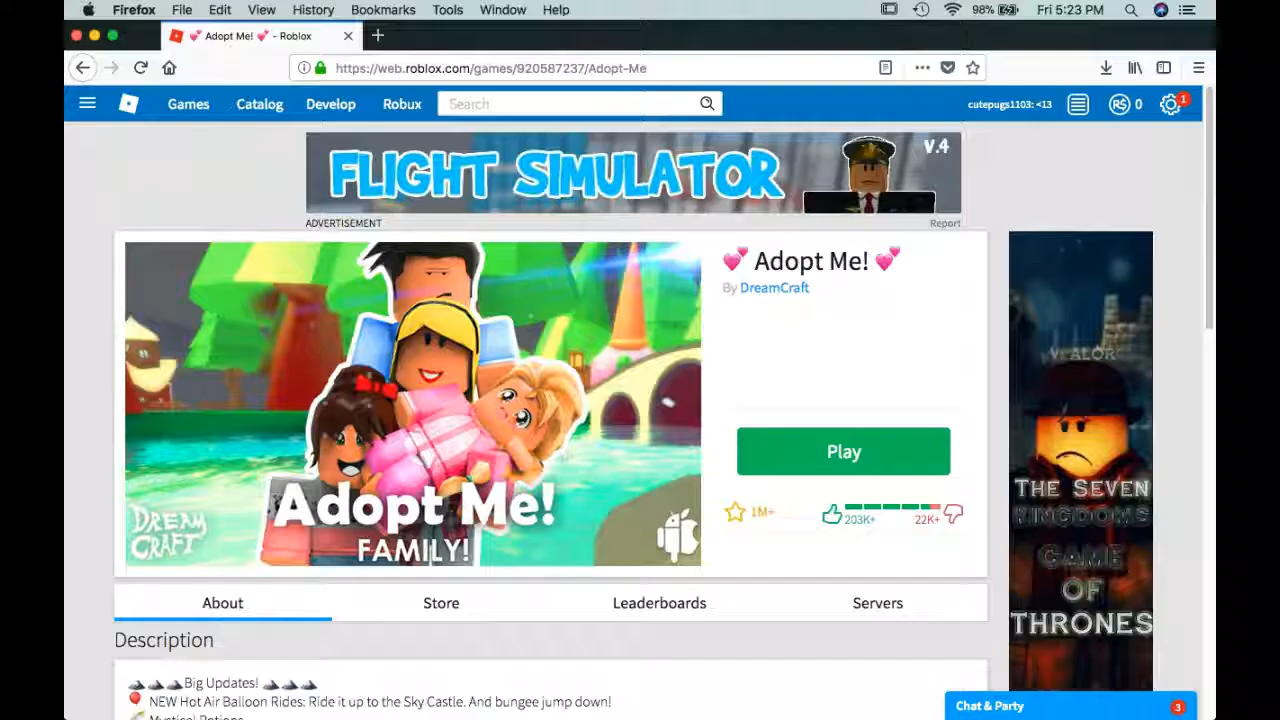 Firefox File Edit View History Bookmarks Tools Window Help 98% Fri 5:23 PM
💕 Adopt Me! 💕 - Roblox
https://web.roblox.com/games/920587237/Adopt-Me
Games Catalog Develop Robux Search cutepugs1103: <13 R$ 0 1
FLIGHT SIMULATOR V.4
ADVERTISEMENT Report
💕 Adopt Me! 💕
By DreamCraft
Play
1M+ 203K+ 22K+
DREAM
CRAFT
Adopt Me!
FAMILY!
THE SEVEN
KINGDOMS
GAME
OF
THRONES
About Store Leaderboards Servers
Description
Big Updates!
NEW Hot Air Balloon Rides: Ride it up to the Sky Castle. And bungee jump down!
Mystical Potions
Chat & Party 3